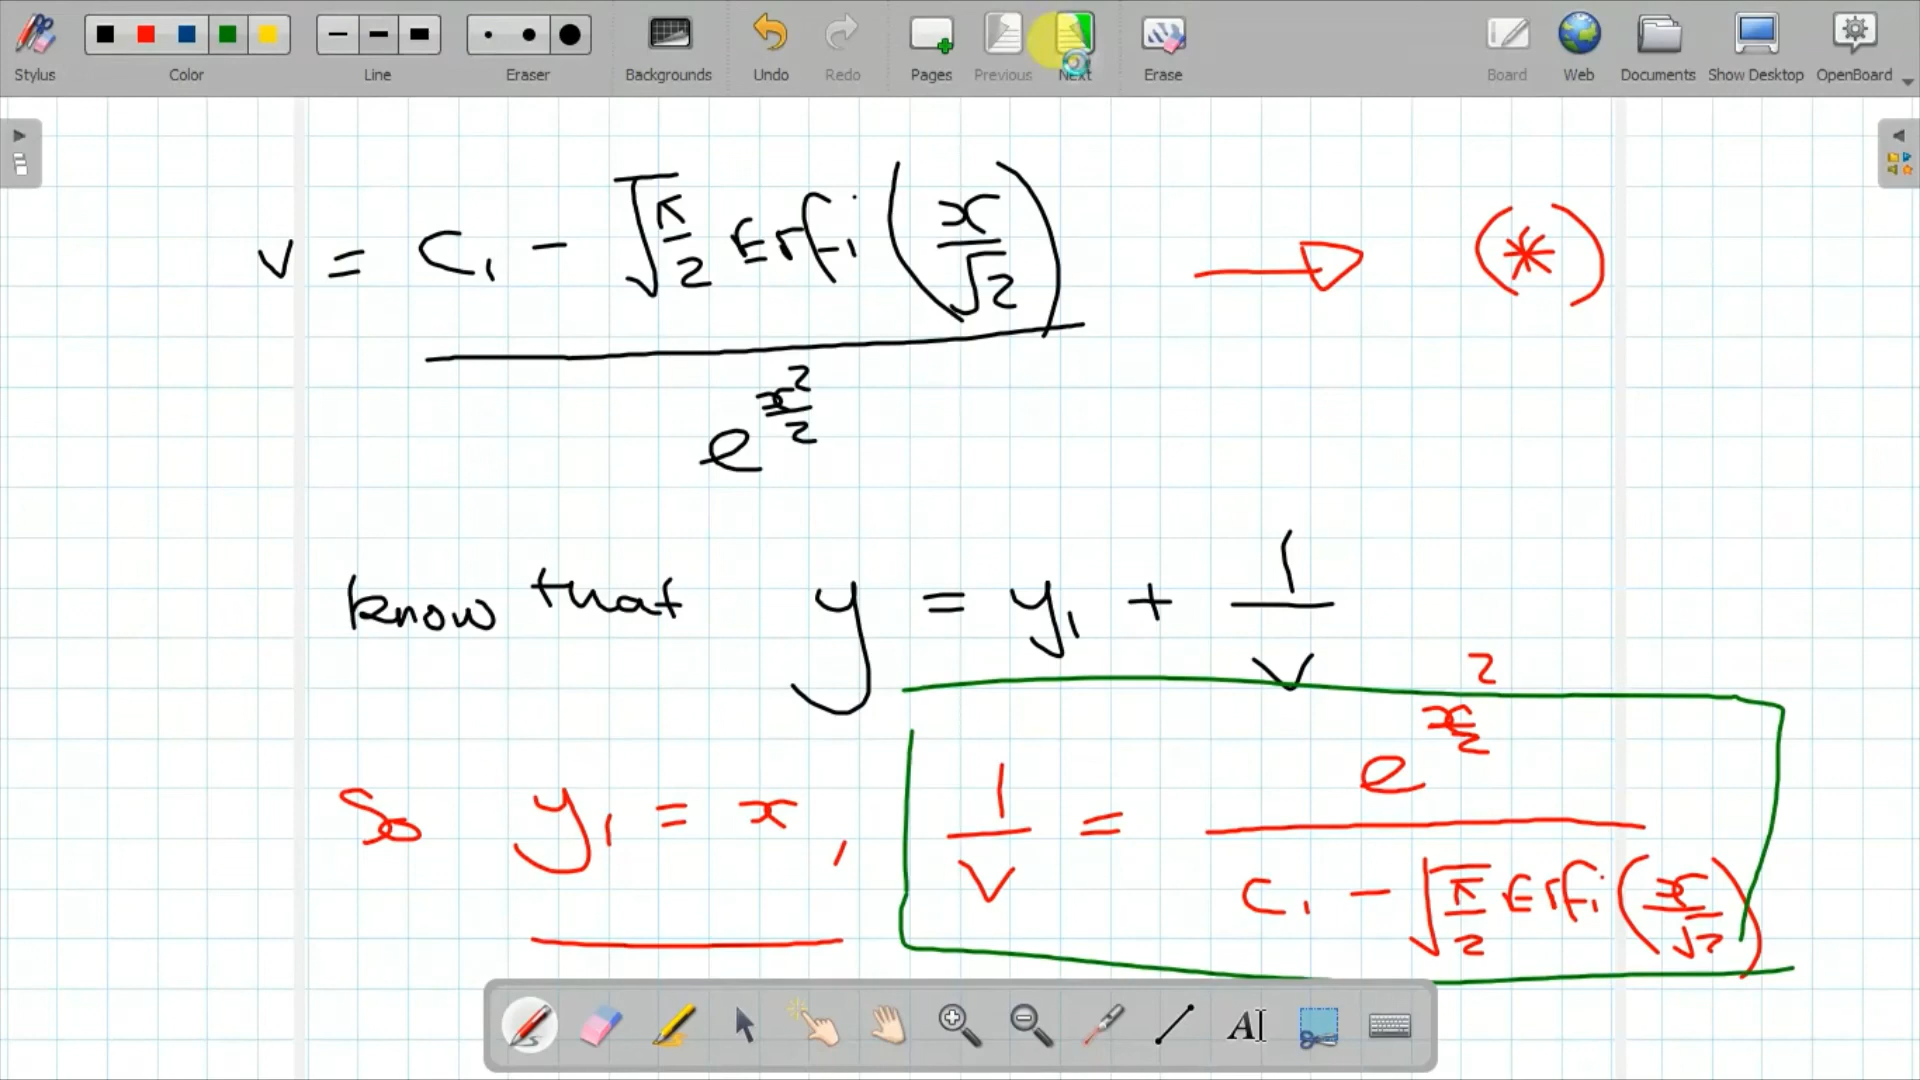 Stylus Color Line Eraser Backgrounds Undo Redo Pages Previous Next Erase Board Web Documents Show Desktop OpenBoard
v = (C₁ − √(π/2) Erfi(x/√2)) / e^(x²/2) → (*)
know that y = y₁ + 1/v
So y₁ = x, 1/v = e^(x²/2) / (C₁ − √(π/2) Erfi(x/√2))